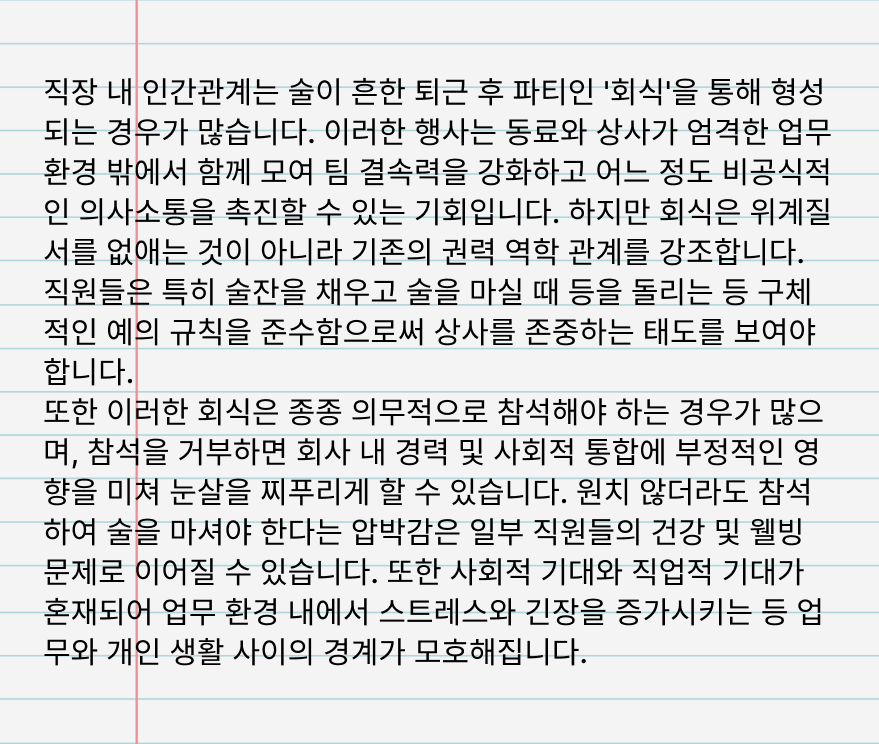 직장 내 인간관계는 술이 흔한 퇴근 후 파티인 '회식'을 통해 형성
되는 경우가 많습니다. 이러한 행사는 동료와 상사가 엄격한 업무
환경 밖에서 함께 모여 팀 결속력을 강화하고 어느 정도 비공식적
인 의사소통을 촉진할 수 있는 기회입니다. 하지만 회식은 위계질
서를 없애는 것이 아니라 기존의 권력 역학 관계를 강조합니다.
직원들은 특히 술잔을 채우고 술을 마실 때 등을 돌리는 등 구체
적인 예의 규칙을 준수함으로써 상사를 존중하는 태도를 보여야
합니다.
또한 이러한 회식은 종종 의무적으로 참석해야 하는 경우가 많으
며, 참석을 거부하면 회사 내 경력 및 사회적 통합에 부정적인 영
향을 미쳐 눈살을 찌푸리게 할 수 있습니다. 원치 않더라도 참석
하여 술을 마셔야 한다는 압박감은 일부 직원들의 건강 및 웰빙
문제로 이어질 수 있습니다. 또한 사회적 기대와 직업적 기대가
혼재되어 업무 환경 내에서 스트레스와 긴장을 증가시키는 등 업
무와 개인 생활 사이의 경계가 모호해집니다.